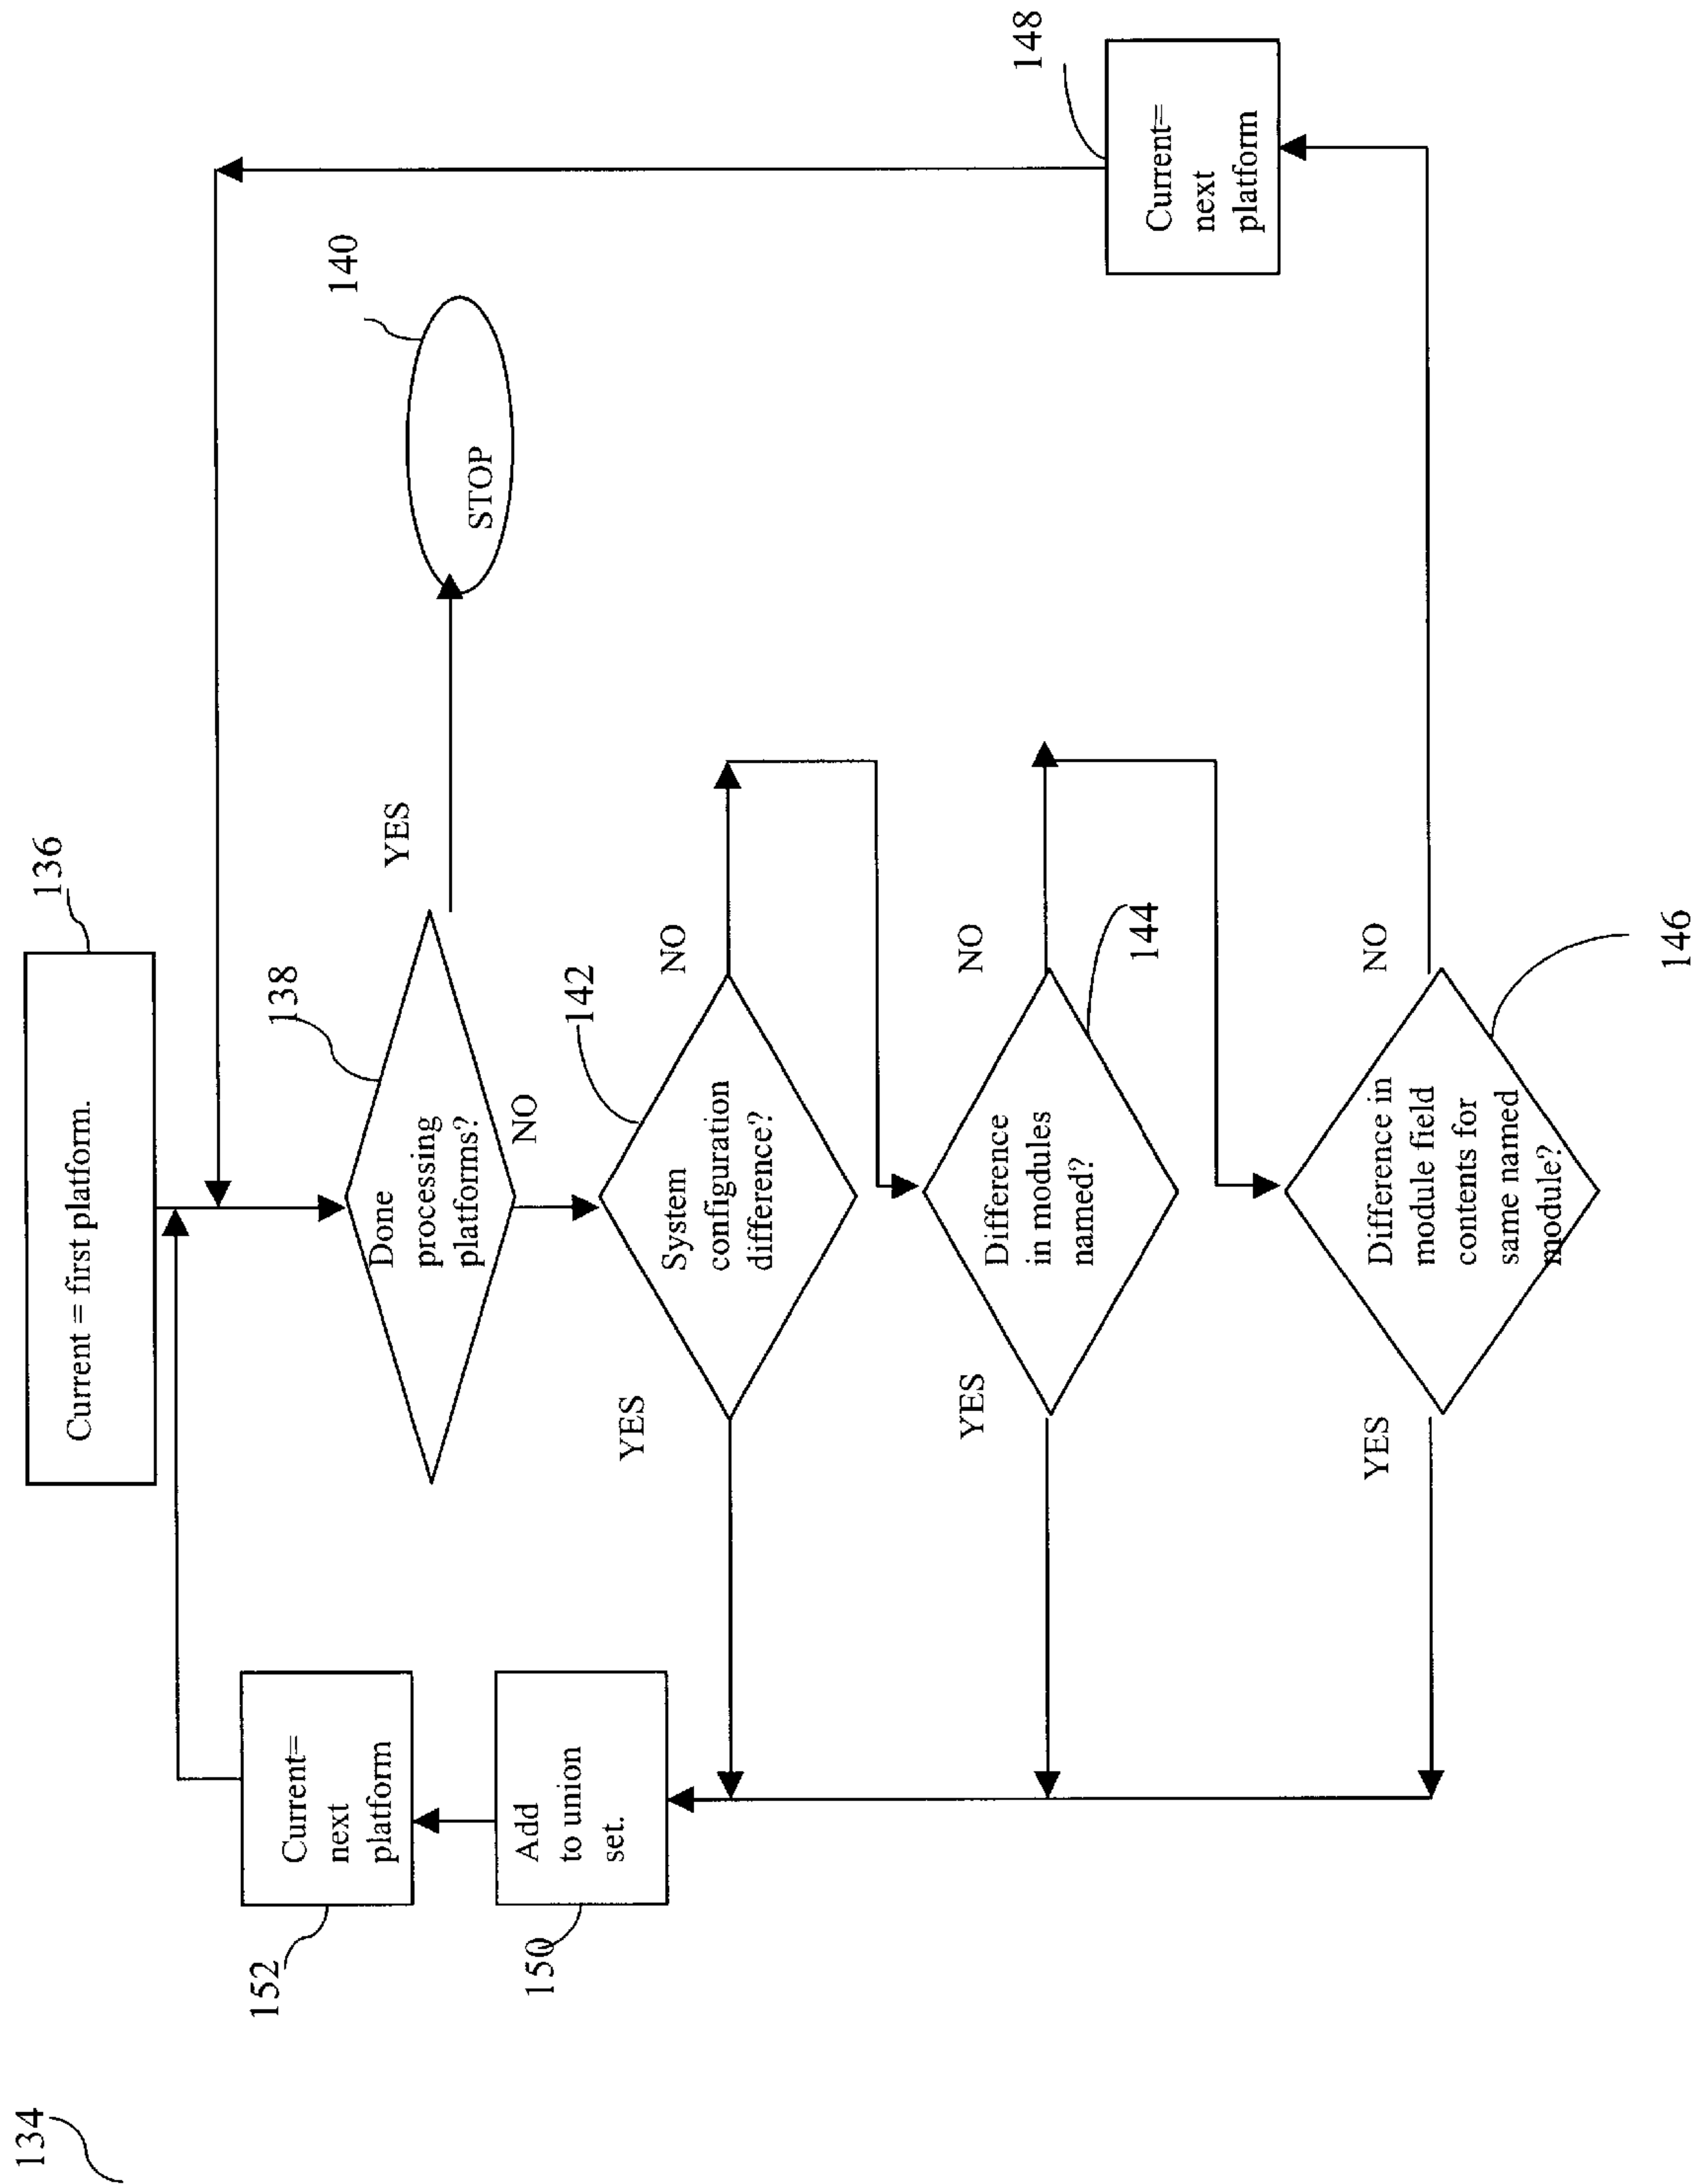 134
136
Current = first platform.
138
Done
processing
platforms?
YES
140
STOP
NO
142
System
configuration
difference?
YES
NO
144
Difference
in modules
named?
YES
NO
146
Difference in
module field
contents for
same named
module?
YES
NO
148
Current=
next
platform
150
Add
to union
set.
152
Current=
next
platform